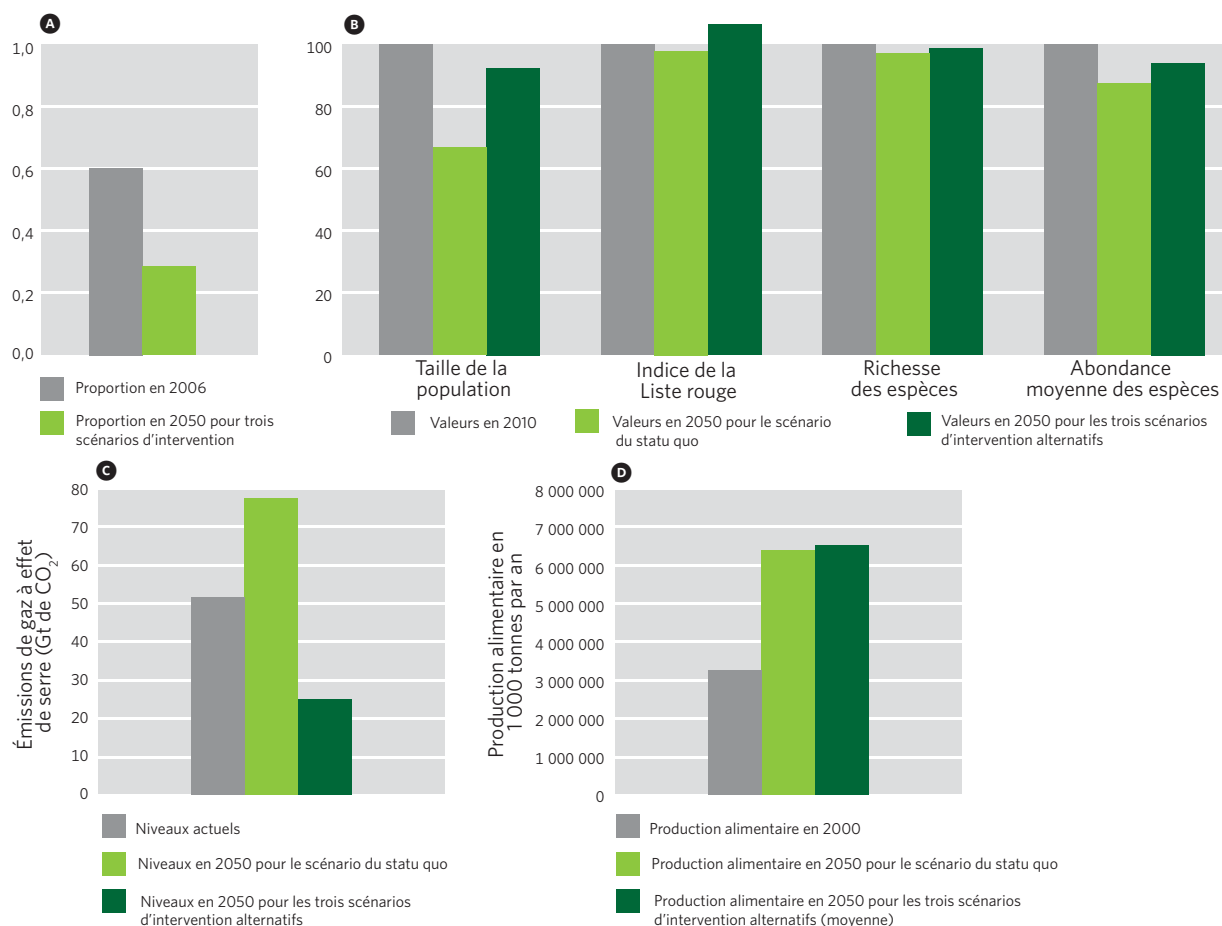 A
1,0
0,8
0,6
0,4
0,2
0,0
Proportion en 2006
Proportion en 2050 pour trois
scénarios d'intervention
B
100
80
60
40
20
0
Taille de la
population
Indice de la
Liste rouge
Richesse
des espèces
Abondance
moyenne des espèces
Valeurs en 2010
Valeurs en 2050 pour le scénario
du statu quo
Valeurs en 2050 pour les trois scénarios
d'intervention alternatifs
C
Émissions de gaz à effet
de serre (Gt de CO₂)
80
70
60
50
40
30
20
10
0
Niveaux actuels
Niveaux en 2050 pour le scénario du statu quo
Niveaux en 2050 pour les trois scénarios
d'intervention alternatifs
D
Production alimentaire en
1 000 tonnes par an
8 000 000
7 000 000
6 000 000
5 000 000
4 000 000
3 000 000
2 000 000
1 000 000
0
Production alimentaire en 2000
Production alimentaire en 2050 pour le scénario du statu quo
Production alimentaire en 2050 pour les trois scénarios
d'intervention alternatifs (moyenne)